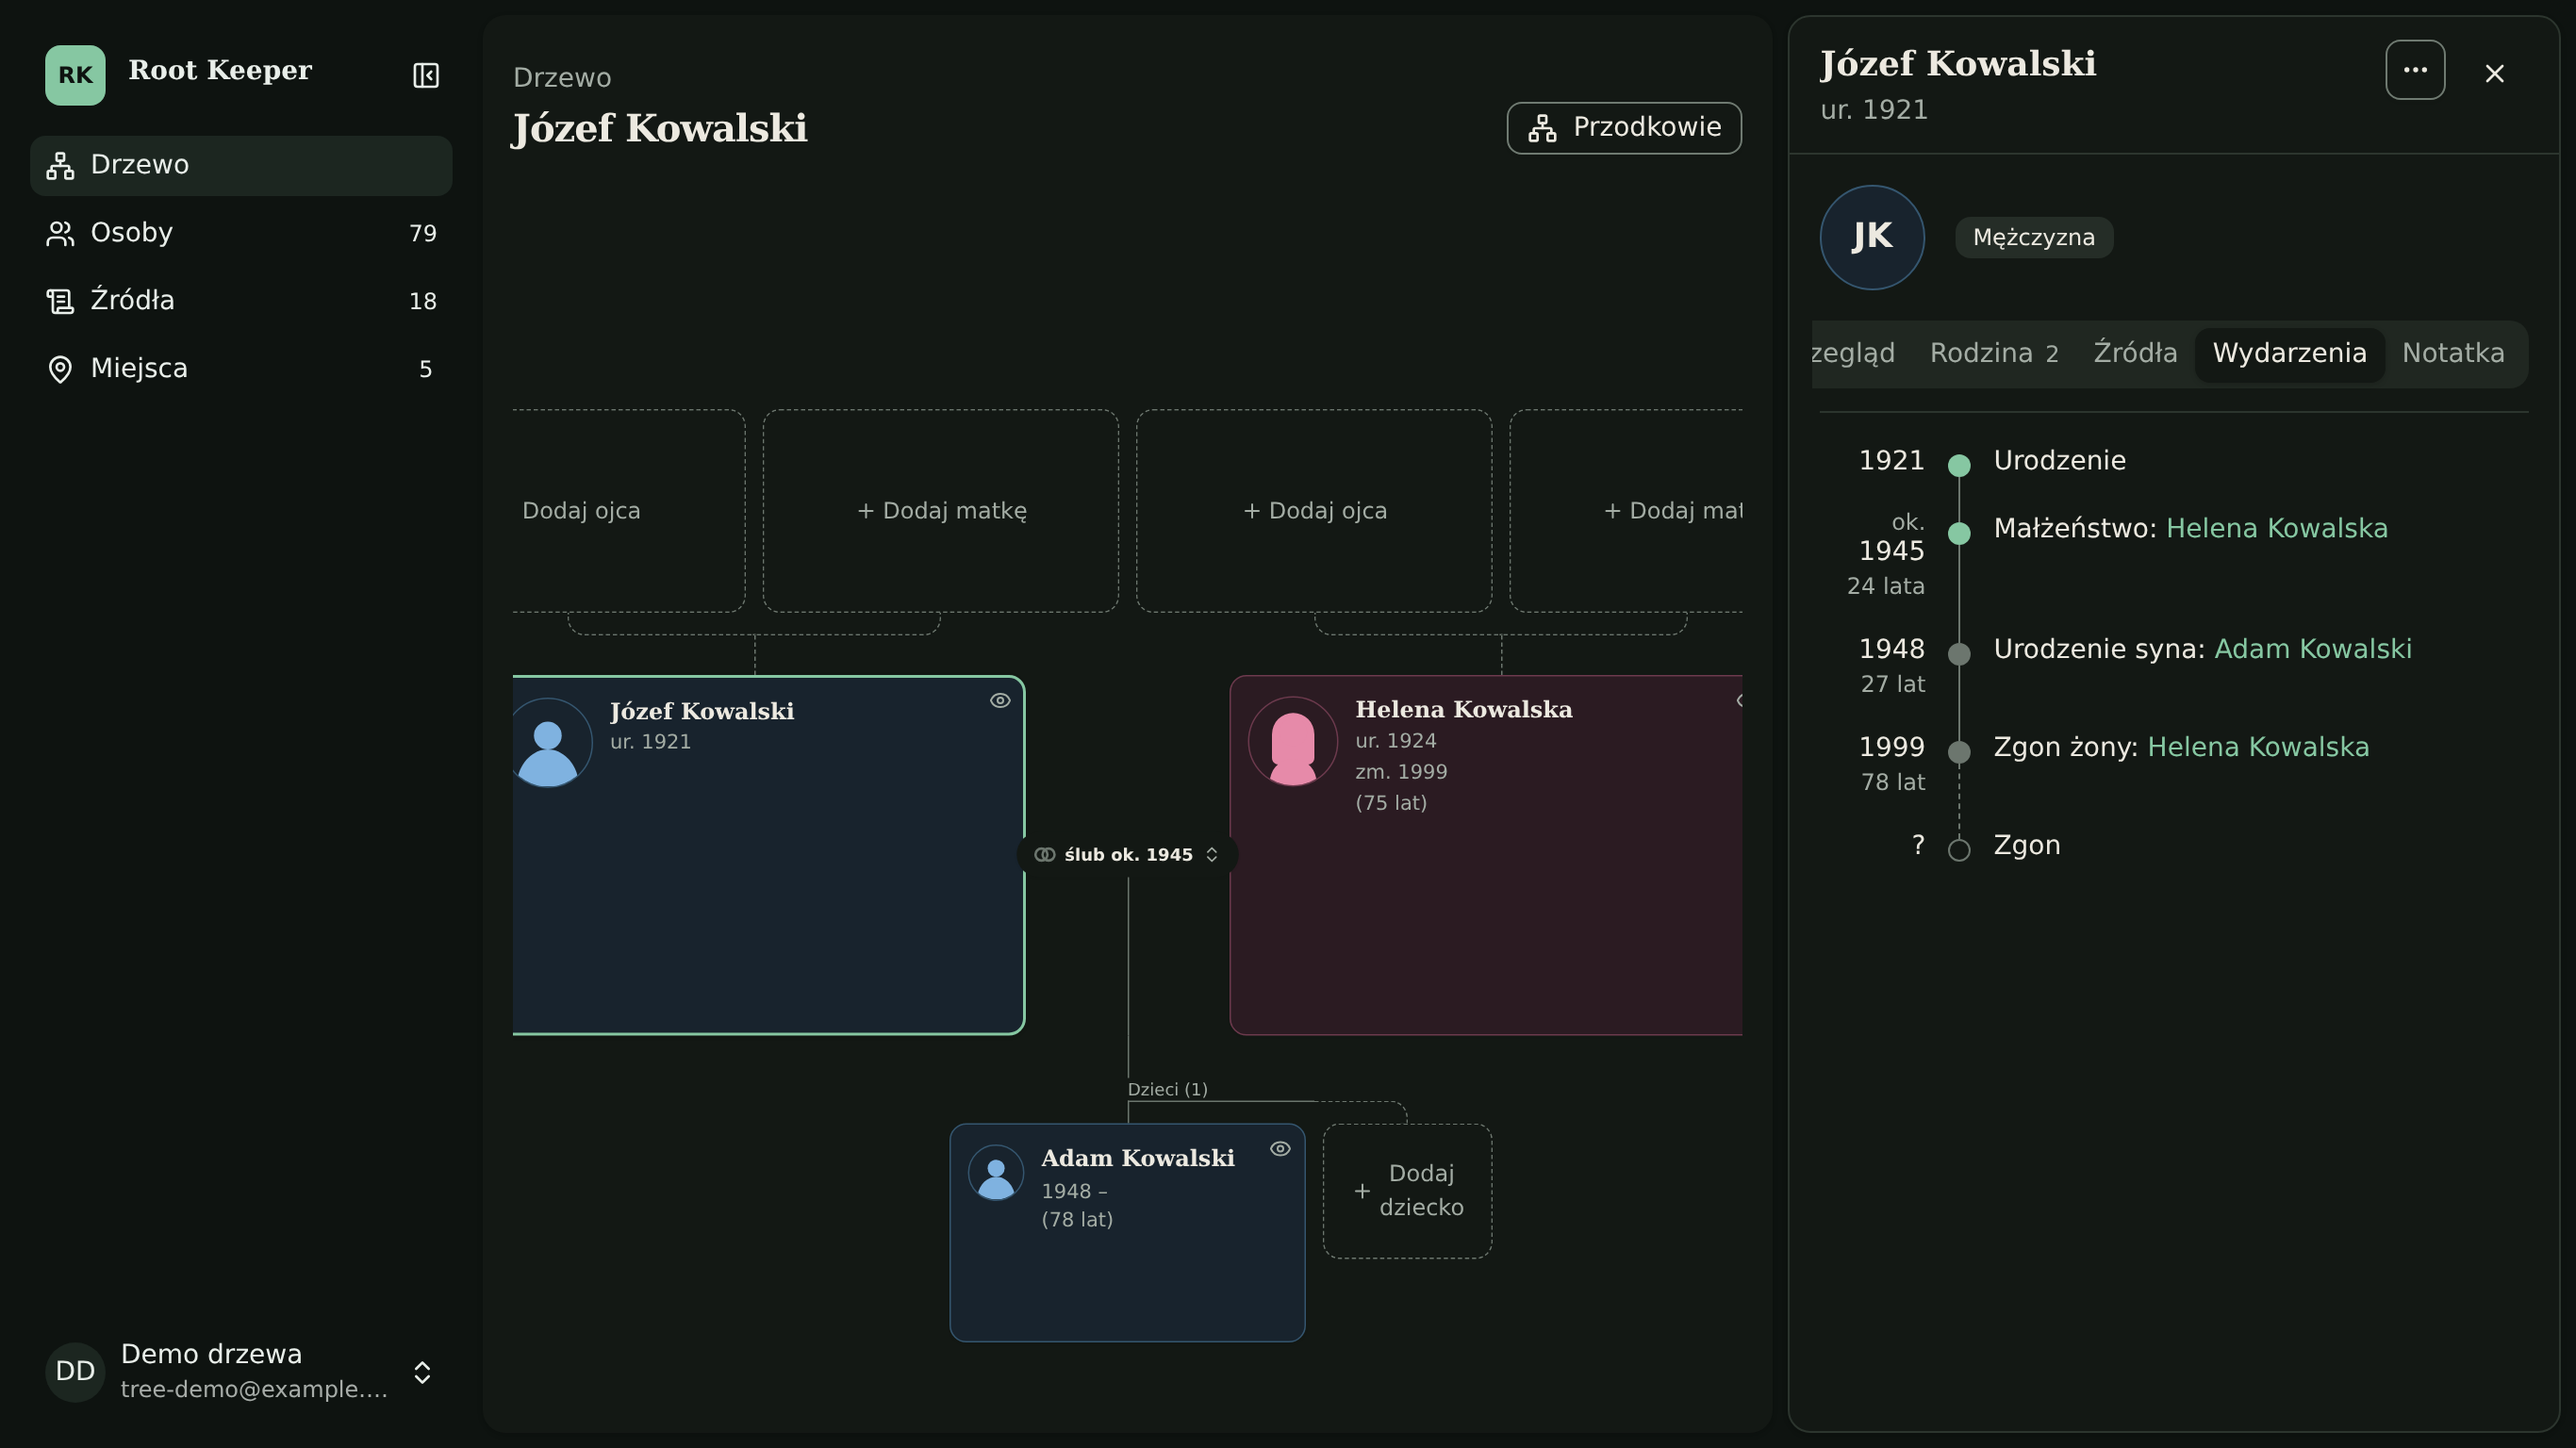 RK
Root Keeper
Drzewo
Osoby 79
Źródła 18
Miejsca 5
DD
Demo drzewa
tree-demo@example....
Drzewo
Józef Kowalski
Przodkowie
Dodaj ojca
+ Dodaj matkę
+ Dodaj ojca
+ Dodaj mat
Józef Kowalski
ur. 1921
Helena Kowalska
ur. 1924
zm. 1999
(75 lat)
ślub ok. 1945
Dzieci (1)
Adam Kowalski
1948 –
(78 lat)
+ Dodaj
dziecko
Józef Kowalski
ur. 1921
JK
Mężczyzna
zegląd Rodzina 2 Źródła Wydarzenia Notatka
1921 Urodzenie
ok.
1945 Małżeństwo: Helena Kowalska
24 lata
1948 Urodzenie syna: Adam Kowalski
27 lat
1999 Zgon żony: Helena Kowalska
78 lat
? Zgon